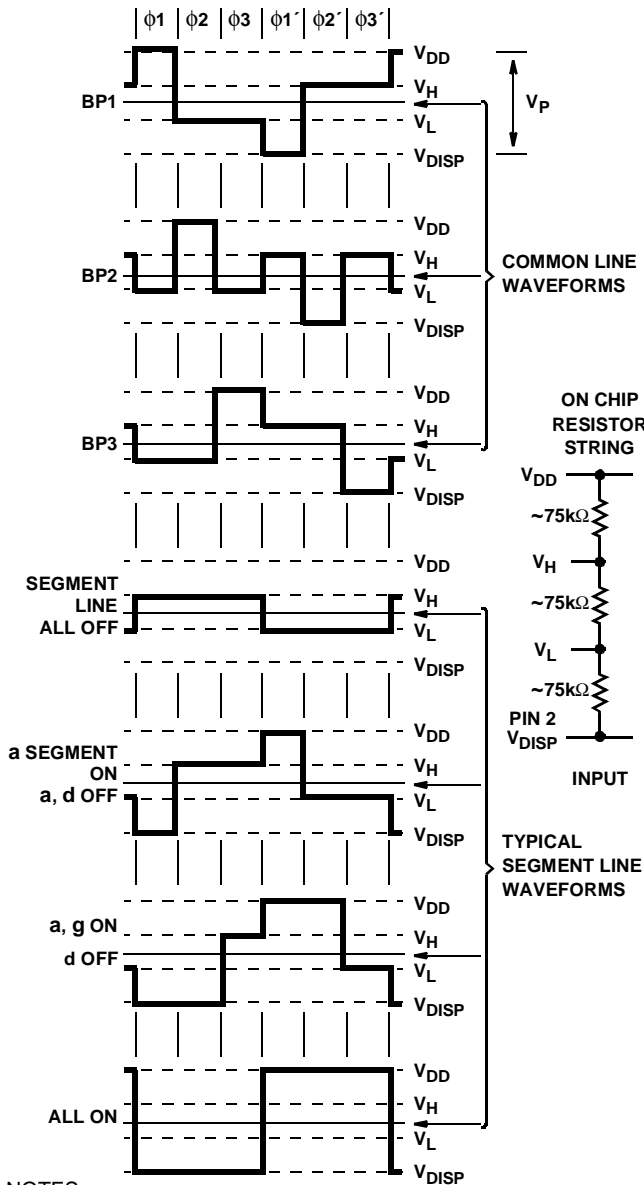 ϕ1 ϕ2 ϕ3 ϕ1´ ϕ2´ ϕ3´
BP1
VDD
VH
VL
VDISP
VP
BP2
VDD
VH
VL
VDISP
COMMON LINE
WAVEFORMS
BP3
VDD
VH
VL
VDISP
ON CHIP
RESISTOR
STRING
VDD
~75kΩ
VH
~75kΩ
VL
~75kΩ
PIN 2
VDISP
INPUT
SEGMENT
LINE
ALL OFF
VDD
VH
VL
VDISP
a SEGMENT
ON
a, d OFF
VDD
VH
VL
VDISP
TYPICAL
SEGMENT LINE
WAVEFORMS
a, g ON
d OFF
VDD
VH
VL
VDISP
ALL ON
VDD
VH
VL
VDISP